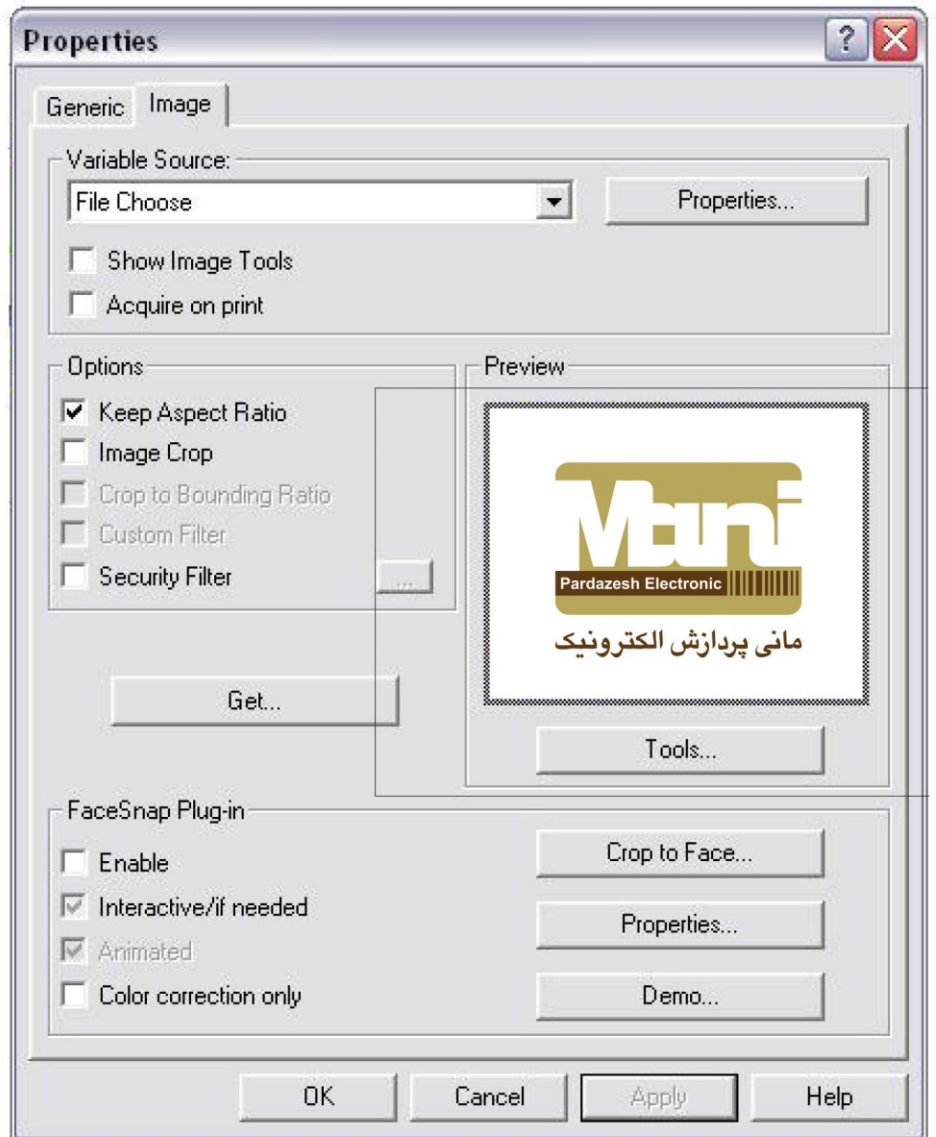 Properties
Generic Image
Variable Source:
File Choose
Properties...
Show Image Tools
Acquire on print
Options
Keep Aspect Ratio
Image Crop
Crop to Bounding Ratio
Custom Filter
Security Filter
...
Get...
Preview
Mani
Pardazesh Electronic
مانی پردازش الکترونیک
Tools...
FaceSnap Plug-in
Enable
Interactive/if needed
Animated
Color correction only
Crop to Face...
Properties...
Demo...
OK Cancel Apply Help